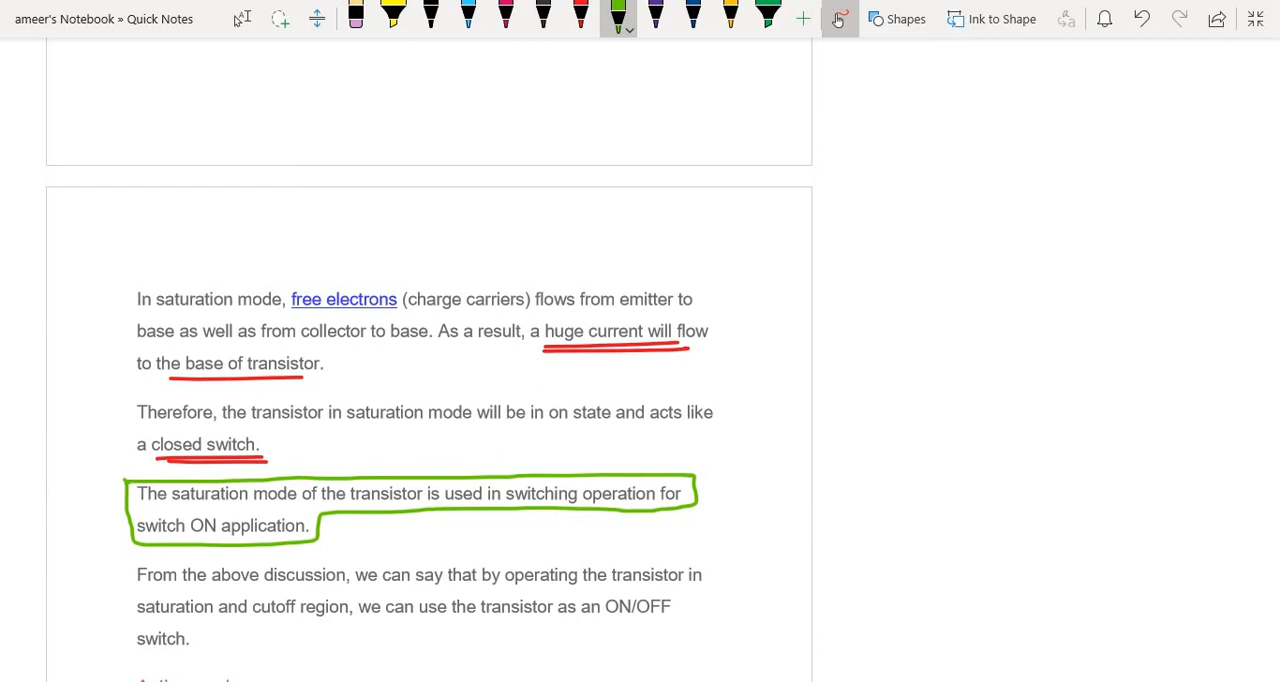 ameer's Notebook » Quick Notes
Shapes
Ink to Shape
In saturation mode, free electrons (charge carriers) flows from emitter to
base as well as from collector to base. As a result, a huge current will flow
to the base of transistor.
Therefore, the transistor in saturation mode will be in on state and acts like
a closed switch.
The saturation mode of the transistor is used in switching operation for
switch ON application.
From the above discussion, we can say that by operating the transistor in
saturation and cutoff region, we can use the transistor as an ON/OFF
switch.